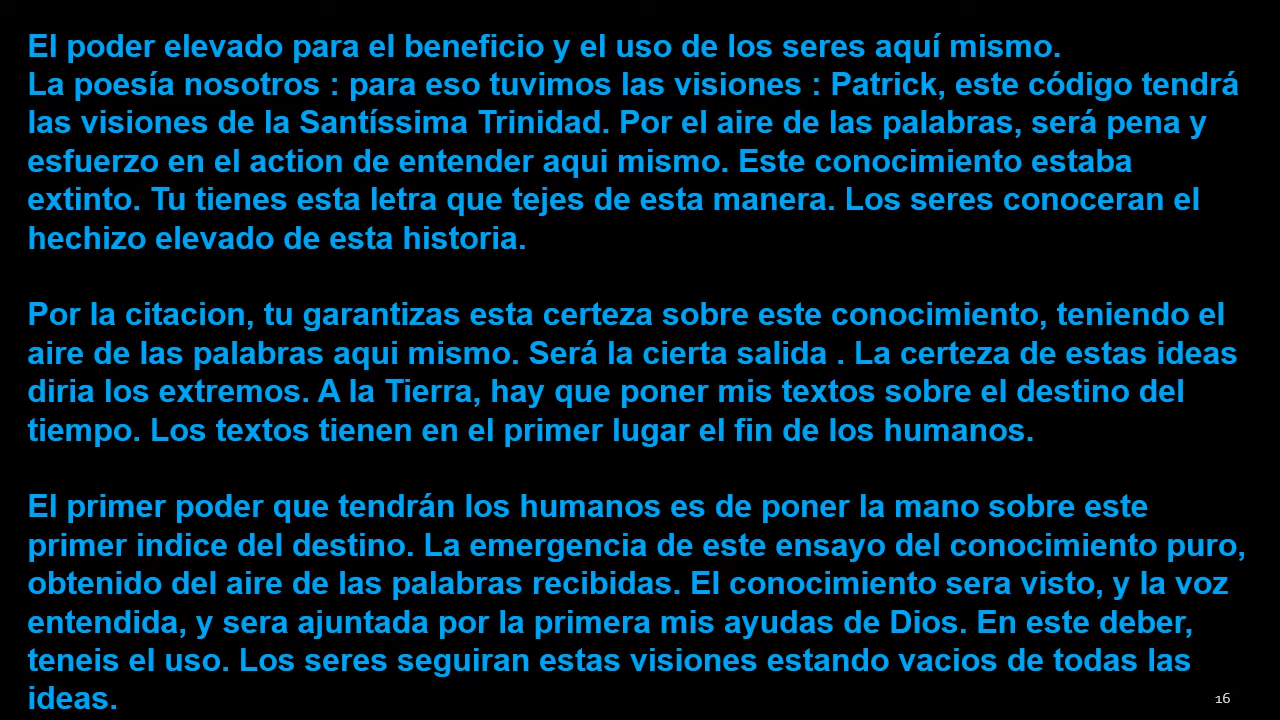 El poder elevado para el beneficio y el uso de los seres aquí mismo.
La poesía nosotros : para eso tuvimos las visiones : Patrick, este código tendrá
las visiones de la Santíssima Trinidad. Por el aire de las palabras, será pena y
esfuerzo en el action de entender aqui mismo. Este conocimiento estaba
extinto. Tu tienes esta letra que tejes de esta manera. Los seres conoceran el
hechizo elevado de esta historia.
Por la citacion, tu garantizas esta certeza sobre este conocimiento, teniendo el
aire de las palabras aqui mismo. Será la cierta salida . La certeza de estas ideas
diria los extremos. A la Tierra, hay que poner mis textos sobre el destino del
tiempo. Los textos tienen en el primer lugar el fin de los humanos.
El primer poder que tendrán los humanos es de poner la mano sobre este
primer indice del destino. La emergencia de este ensayo del conocimiento puro,
obtenido del aire de las palabras recibidas. El conocimiento sera visto, y la voz
entendida, y sera ajuntada por la primera mis ayudas de Dios. En este deber,
teneis el uso. Los seres seguiran estas visiones estando vacios de todas las
ideas.
16